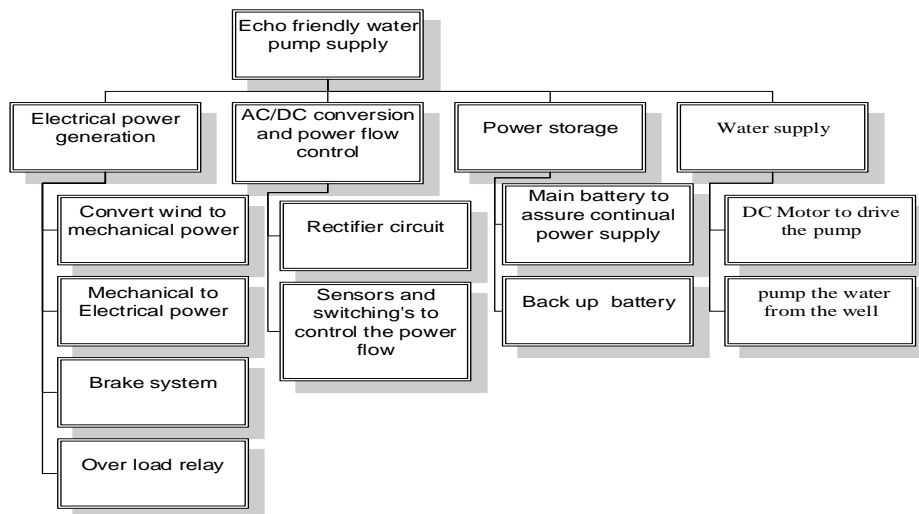 Echo friendly water
pump supply
Electrical power
generation
AC/DC conversion
and power flow
control
Power storage
Water supply
Convert wind to
mechanical power
Rectifier circuit
Main battery to
assure continual
power supply
DC Motor to drive
the pump
Mechanical to
Electrical power
Sensors and
switching's to
control the power
flow
Back up battery
pump the water
from the well
Brake system
Over load relay